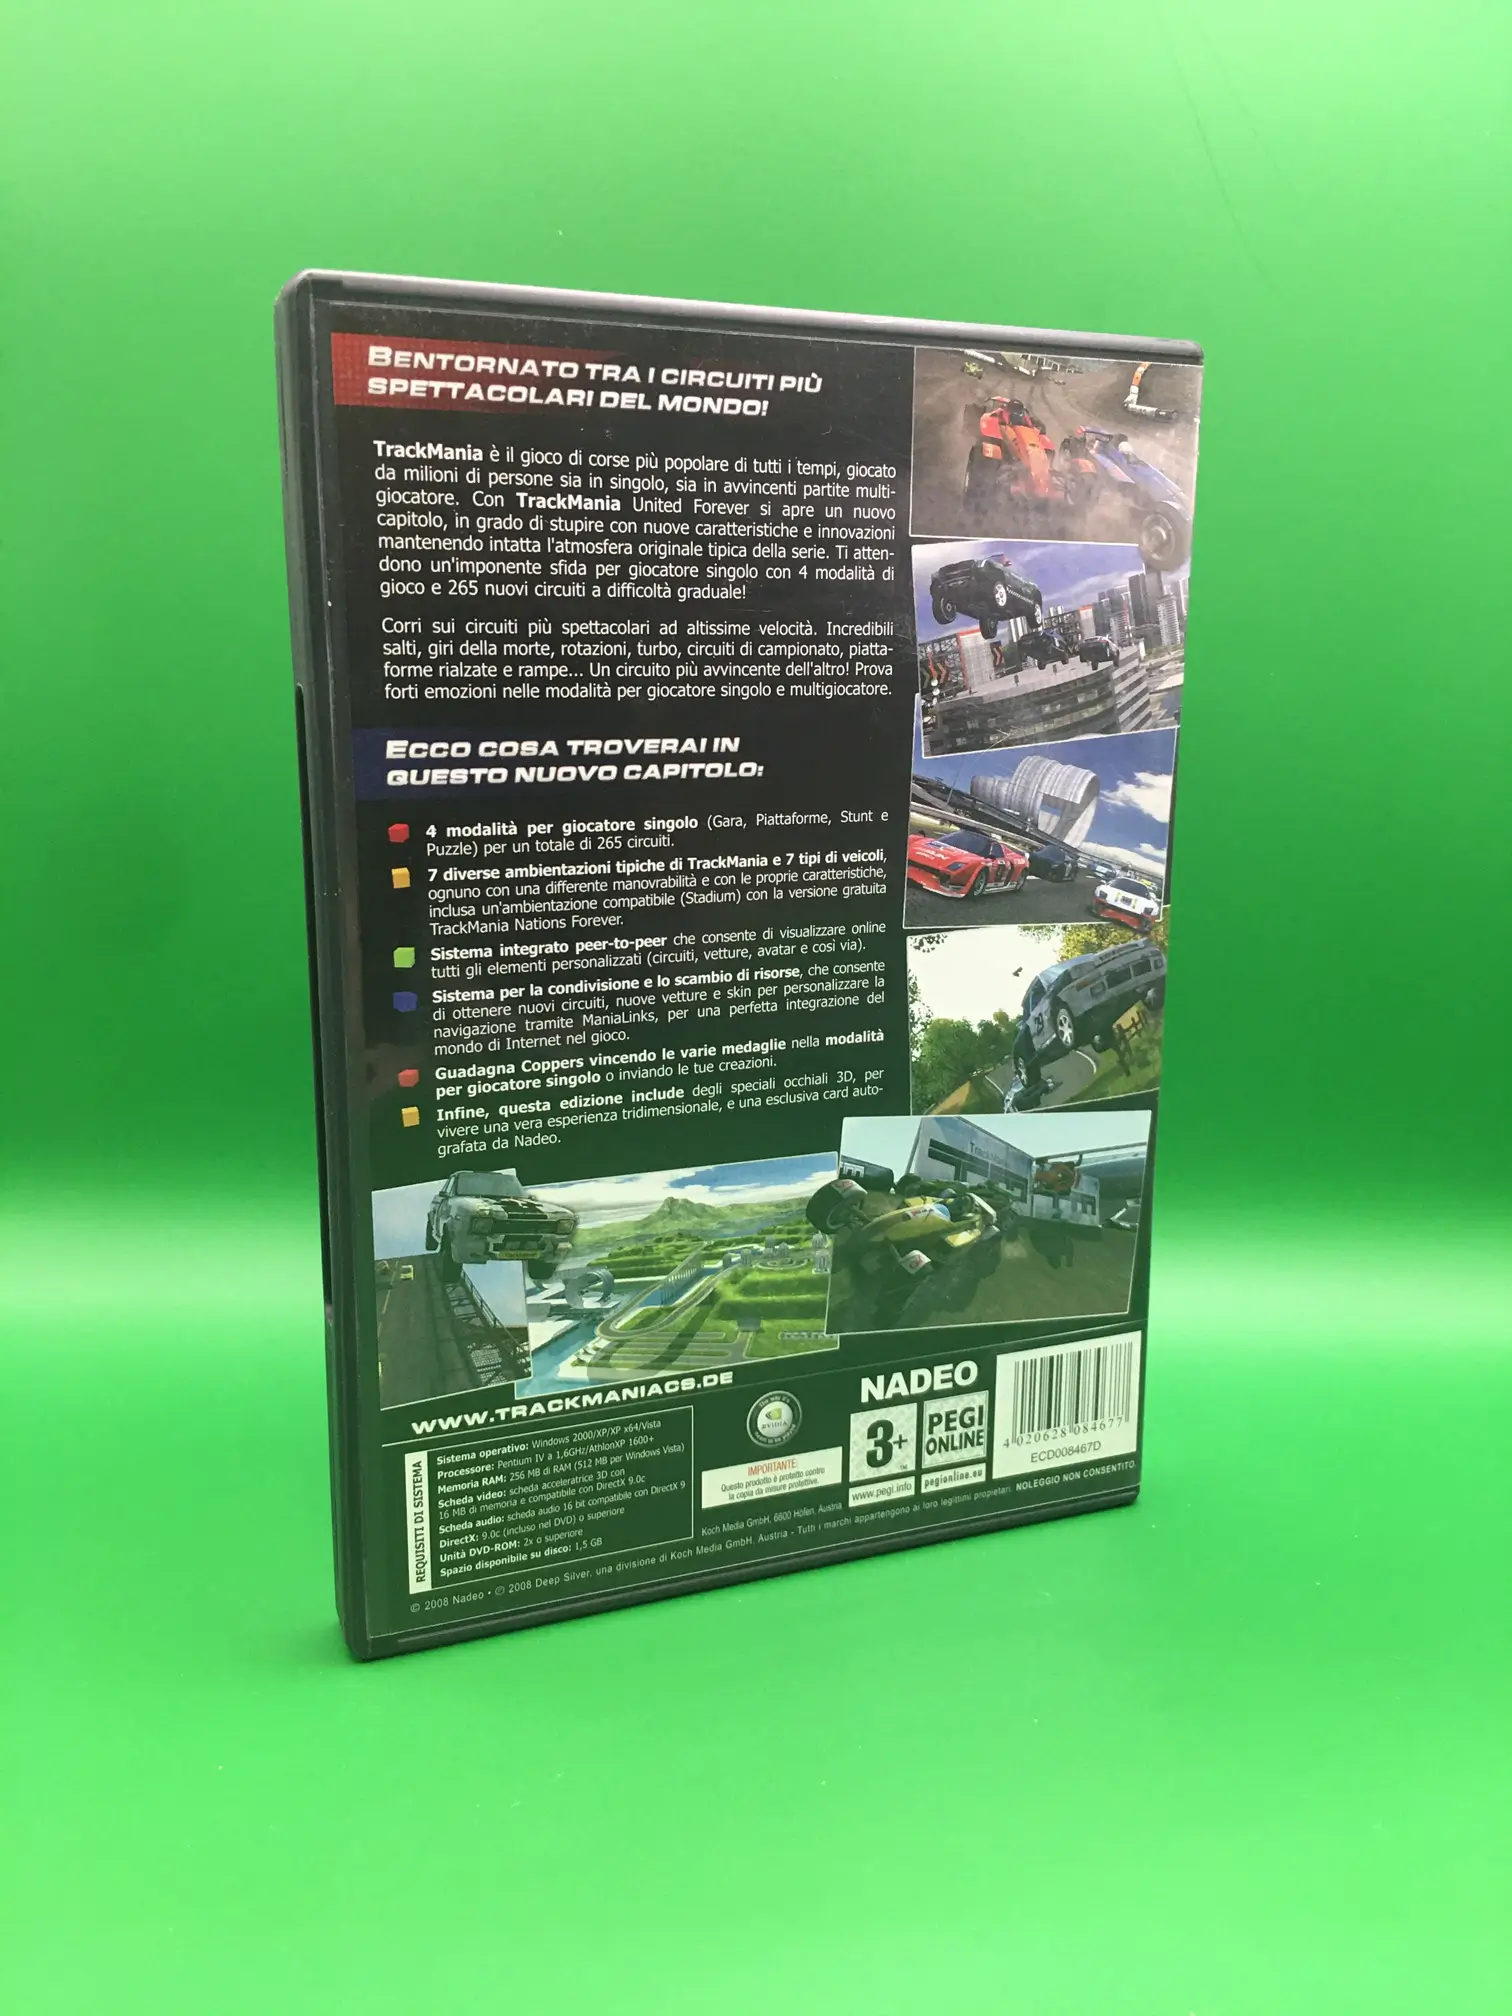 BENTORNATO TRA I CIRCUITI PIÙ
SPETTACOLARI DEL MONDO!
TrackMania è il gioco di corse più popolare di tutti i tempi, giocato
da milioni di persone sia in singolo, sia in avvincenti partite multi-
giocatore. Con TrackMania United Forever si apre un nuovo
capitolo, in grado di stupire con nuove caratteristiche e innovazioni
mantenendo intatta l'atmosfera originale tipica della serie. Ti atten-
dono un'imponente sfida per giocatore singolo con 4 modalità di
gioco e 265 nuovi circuiti a difficoltà graduale!
Corri sui circuiti più spettacolari ad altissime velocità. Incredibili
salti, giri della morte, rotazioni, turbo, circuiti di campionato, piatta-
forme rialzate e rampe... Un circuito più avvincente dell'altro! Prova
forti emozioni nelle modalità per giocatore singolo e multigiocatore.
ECCO COSA TROVERAI IN
QUESTO NUOVO CAPITOLO:
4 modalità per giocatore singolo (Gara, Piattaforme, Stunt e
Puzzle) per un totale di 265 circuiti.
7 diverse ambientazioni tipiche di TrackMania e 7 tipi di veicoli,
ognuno con una differente manovrabilità e con le proprie caratteristiche,
inclusa un'ambientazione compatibile (Stadium) con la versione gratuita
TrackMania Nations Forever.
Sistema integrato peer-to-peer che consente di visualizzare online
tutti gli elementi personalizzati (circuiti, vetture, avatar e così via).
Sistema per la condivisione e lo scambio di risorse, che consente
di ottenere nuovi circuiti, nuove vetture e skin per personalizzare la
navigazione tramite ManiaLinks, per una perfetta integrazione del
mondo di Internet nel gioco.
Guadagna Coppers vincendo le varie medaglie nella modalità
per giocatore singolo o inviando le tue creazioni.
Infine, questa edizione include degli speciali occhiali 3D, per
vivere una vera esperienza tridimensionale, e una esclusiva card auto-
grafata da Nadeo.
WWW.TRACKMANIACS.DE
REQUISITI DI SISTEMA
Sistema operativo: Windows 2000/XP/XP x64/Vista
Processore: Pentium IV a 1,6GHz/AthlonXP 1600+
Memoria RAM: 256 MB di RAM (512 MB per Windows Vista)
Scheda video: scheda acceleratrice 3D con
16 MB di memoria e compatibile con DirectX 9.0c
Scheda audio: scheda audio 16 bit compatibile con DirectX 9
DirectX: 9.0c (incluso nel DVD) o superiore
Unità DVD-ROM: 2x o superiore
Spazio disponibile su disco: 1,5 GB
NVIDIA
IMPORTANTE
Questo prodotto è protetto contro
la copia da misure protettive.
NADEO
3+
www.pegi.info
PEGI
ONLINE
pegionline.eu
4 020628 084677
ECD008467D
Koch Media GmbH, 6600 Höfen, Austria
NOLEGGIO NON CONSENTITO.
© 2008 Nadeo • © 2008 Deep Silver, una divisione di Koch Media GmbH, Austria - Tutti i marchi appartengono ai loro legittimi propietari.